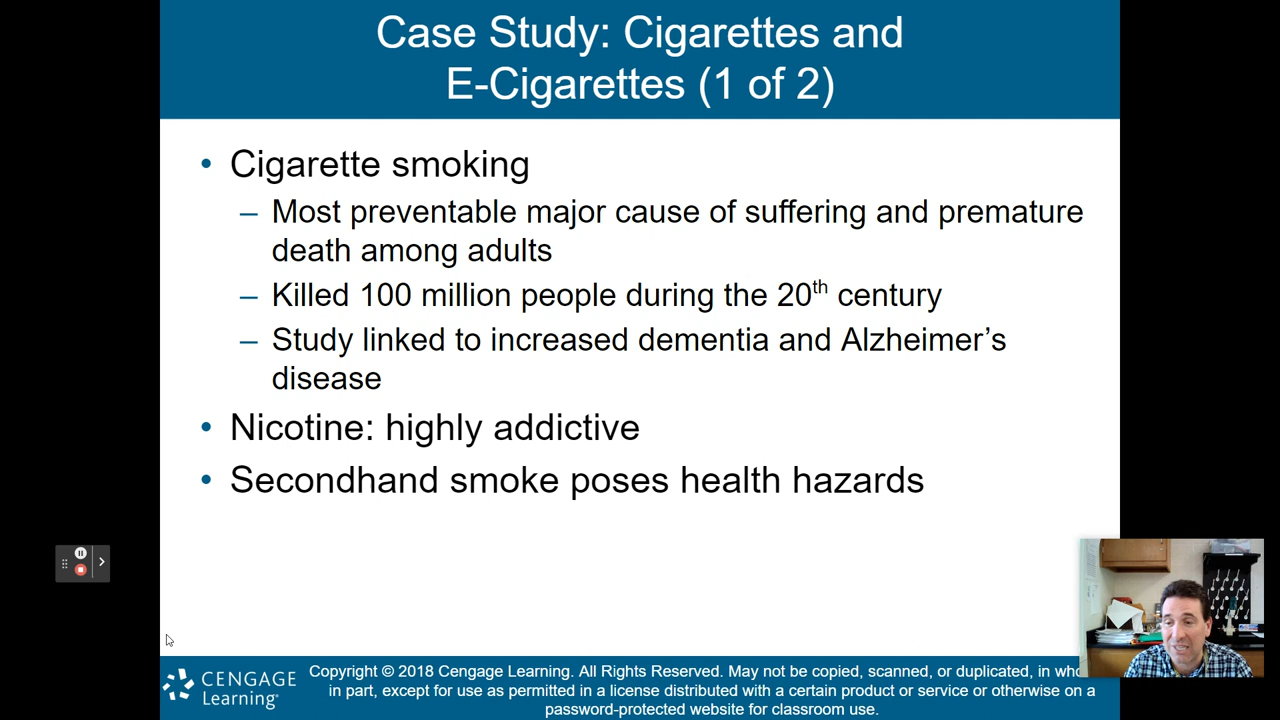 Case Study: Cigarettes and
E-Cigarettes (1 of 2)
• Cigarette smoking
– Most preventable major cause of suffering and premature
death among adults
– Killed 100 million people during the 20th century
– Study linked to increased dementia and Alzheimer’s
disease
• Nicotine: highly addictive
• Secondhand smoke poses health hazards
CENGAGE
Learning®
Copyright © 2018 Cengage Learning. All Rights Reserved. May not be copied, scanned, or duplicated, in
in part, except for use as permitted in a license distributed with a certain product or service or otherwise on a
password-protected website for classroom use.